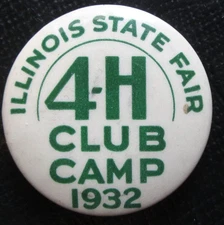 ILLINOIS STATE FAIR
4-H
CLUB
CAMP
1932